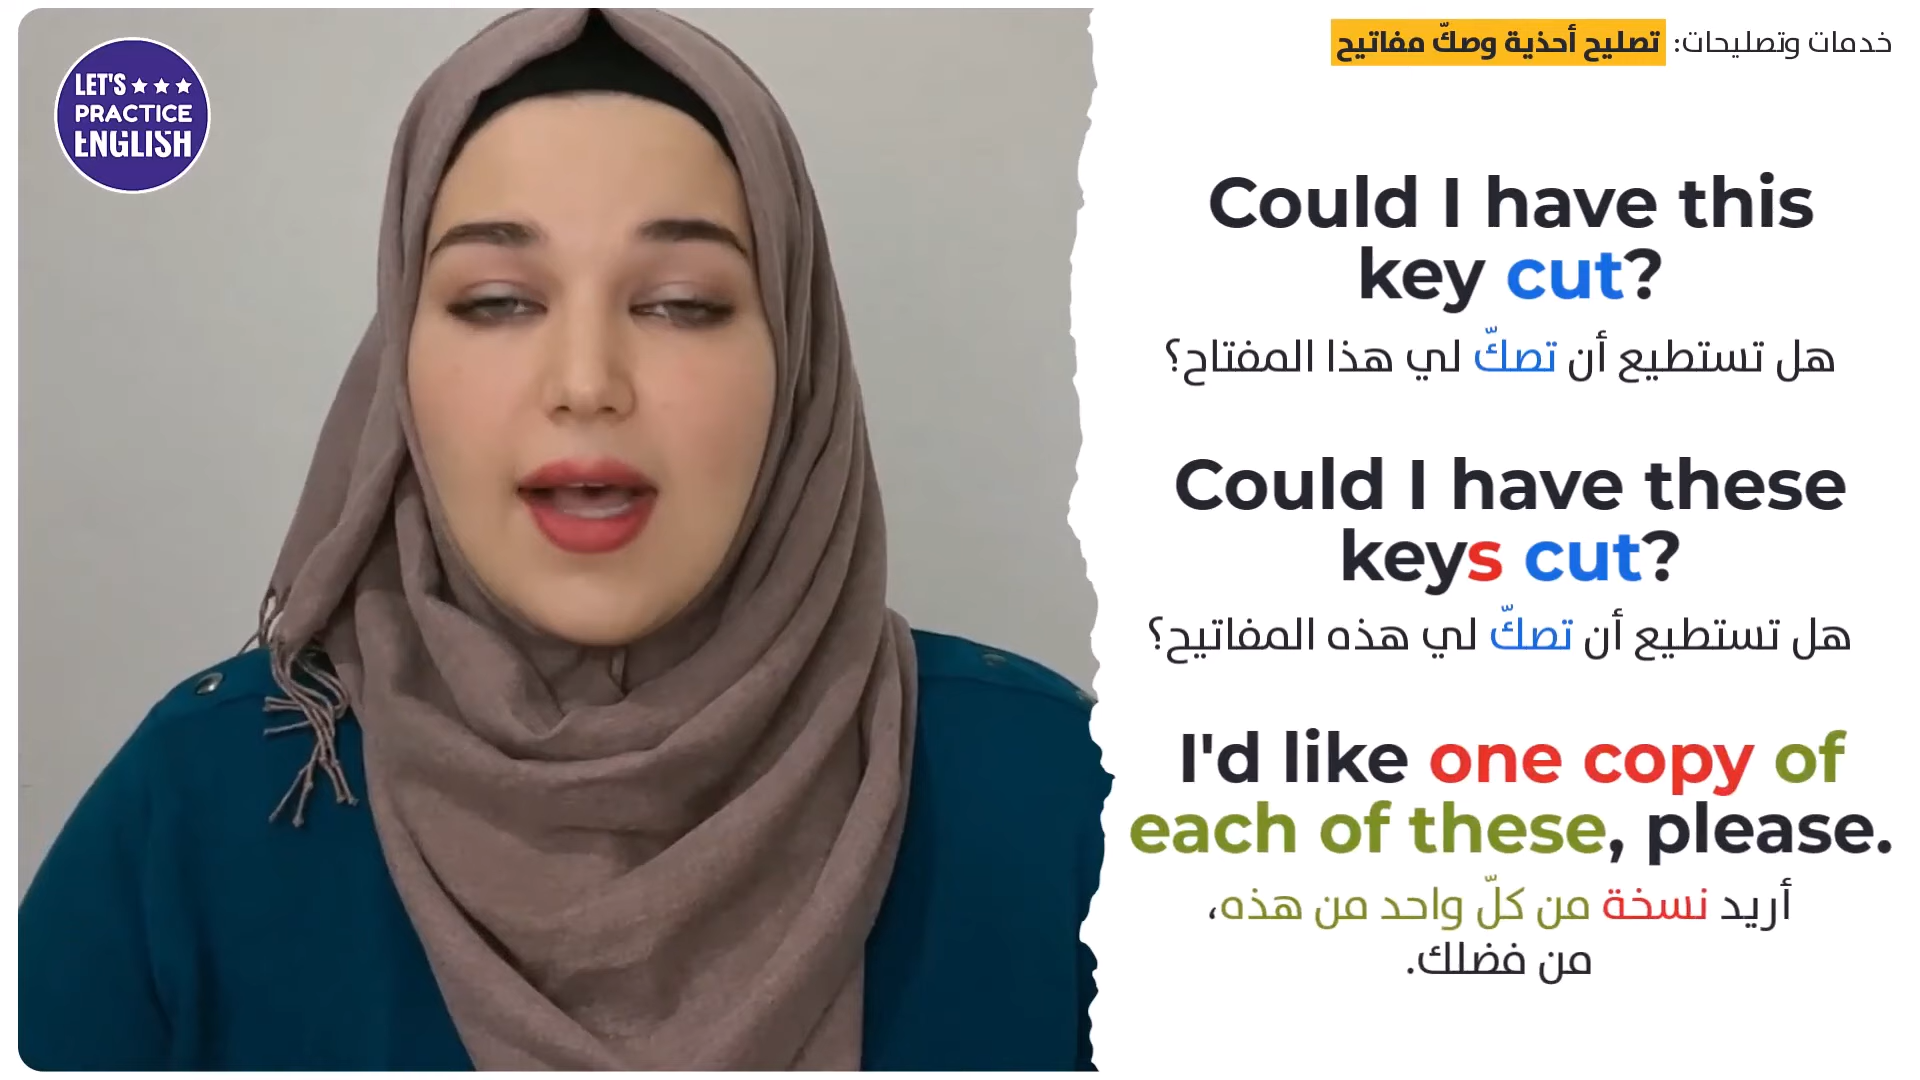 LET'S
PRACTICE
ENGLISH
خدمات وتصليحات: تصليح أحذية وصكّ مفاتيح
Could I have this
key cut?
هل تستطيع أن تصكّ لي هذا المفتاح؟
Could I have these
keys cut?
هل تستطيع أن تصكّ لي هذه المفاتيح؟
I'd like one copy of
each of these, please.
أريد نسخة من كلّ واحد من هذه،
من فضلك.